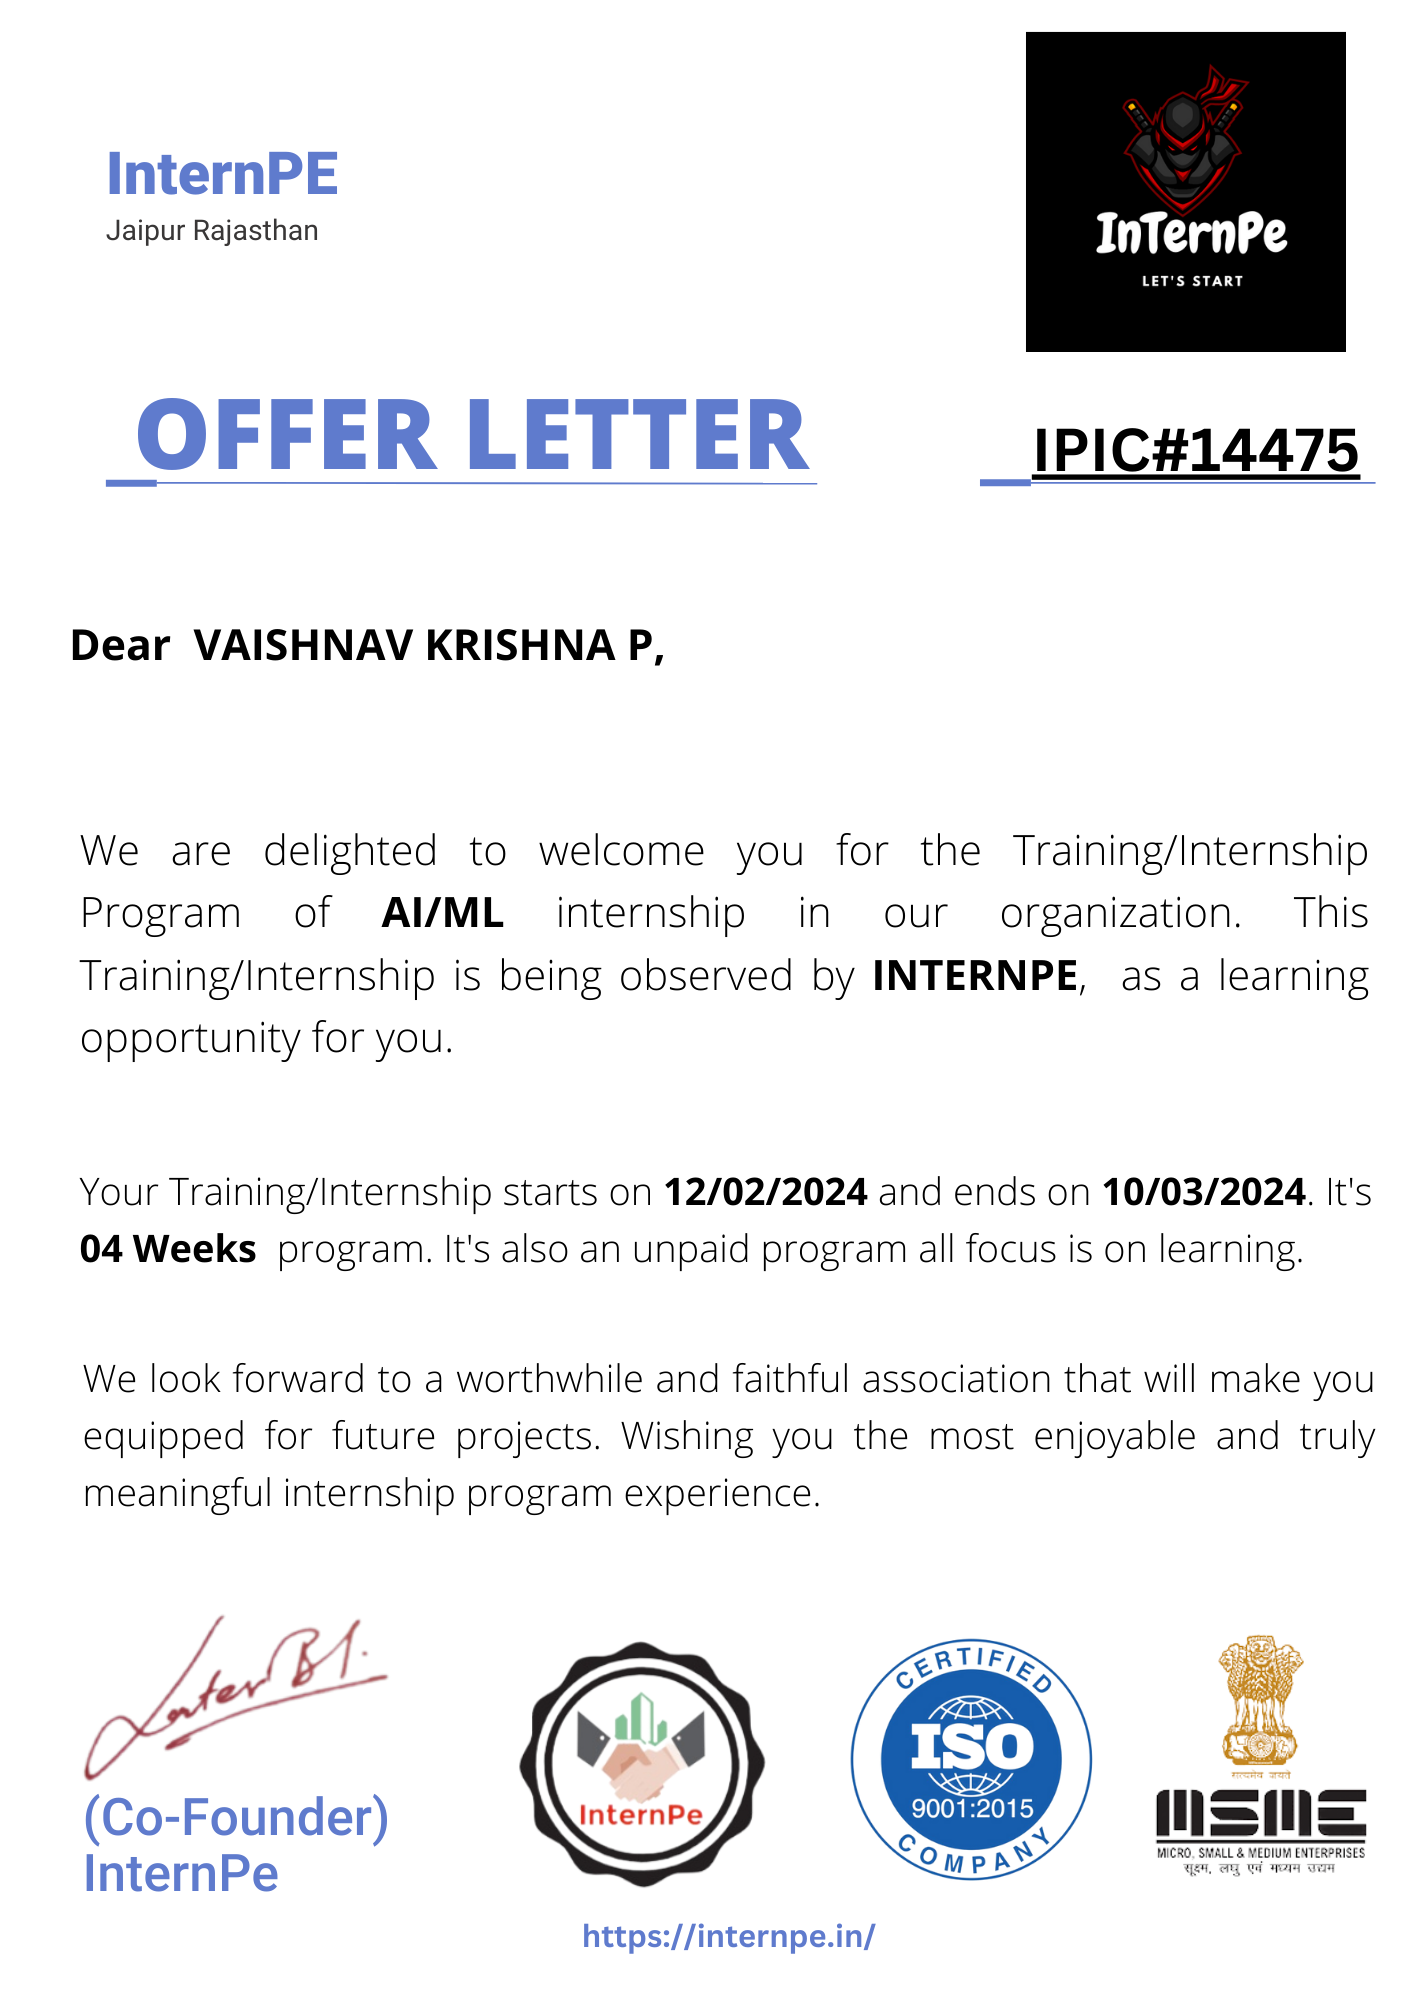 InternPE
Jaipur Rajasthan
InTernPe
LET'S START
OFFER LETTER
IPIC#14475
Dear VAISHNAV KRISHNA P,
We are delighted to welcome you for the Training/Internship
Program of AI/ML internship in our organization. This
Training/Internship is being observed by INTERNPE, as a learning
opportunity for you.
Your Training/Internship starts on 12/02/2024 and ends on 10/03/2024. It's
04 Weeks program. It's also an unpaid program all focus is on learning.
We look forward to a worthwhile and faithful association that will make you
equipped for future projects. Wishing you the most enjoyable and truly
meaningful internship program experience.
(Co-Founder)
InternPe
InternPe
CERTIFIED
ISO
9001:2015
COMPANY
सत्यमेव जयते
MSME
MICRO, SMALL & MEDIUM ENTERPRISES
सूक्ष्म, लघु एवं मध्यम उद्यम
https://internpe.in/